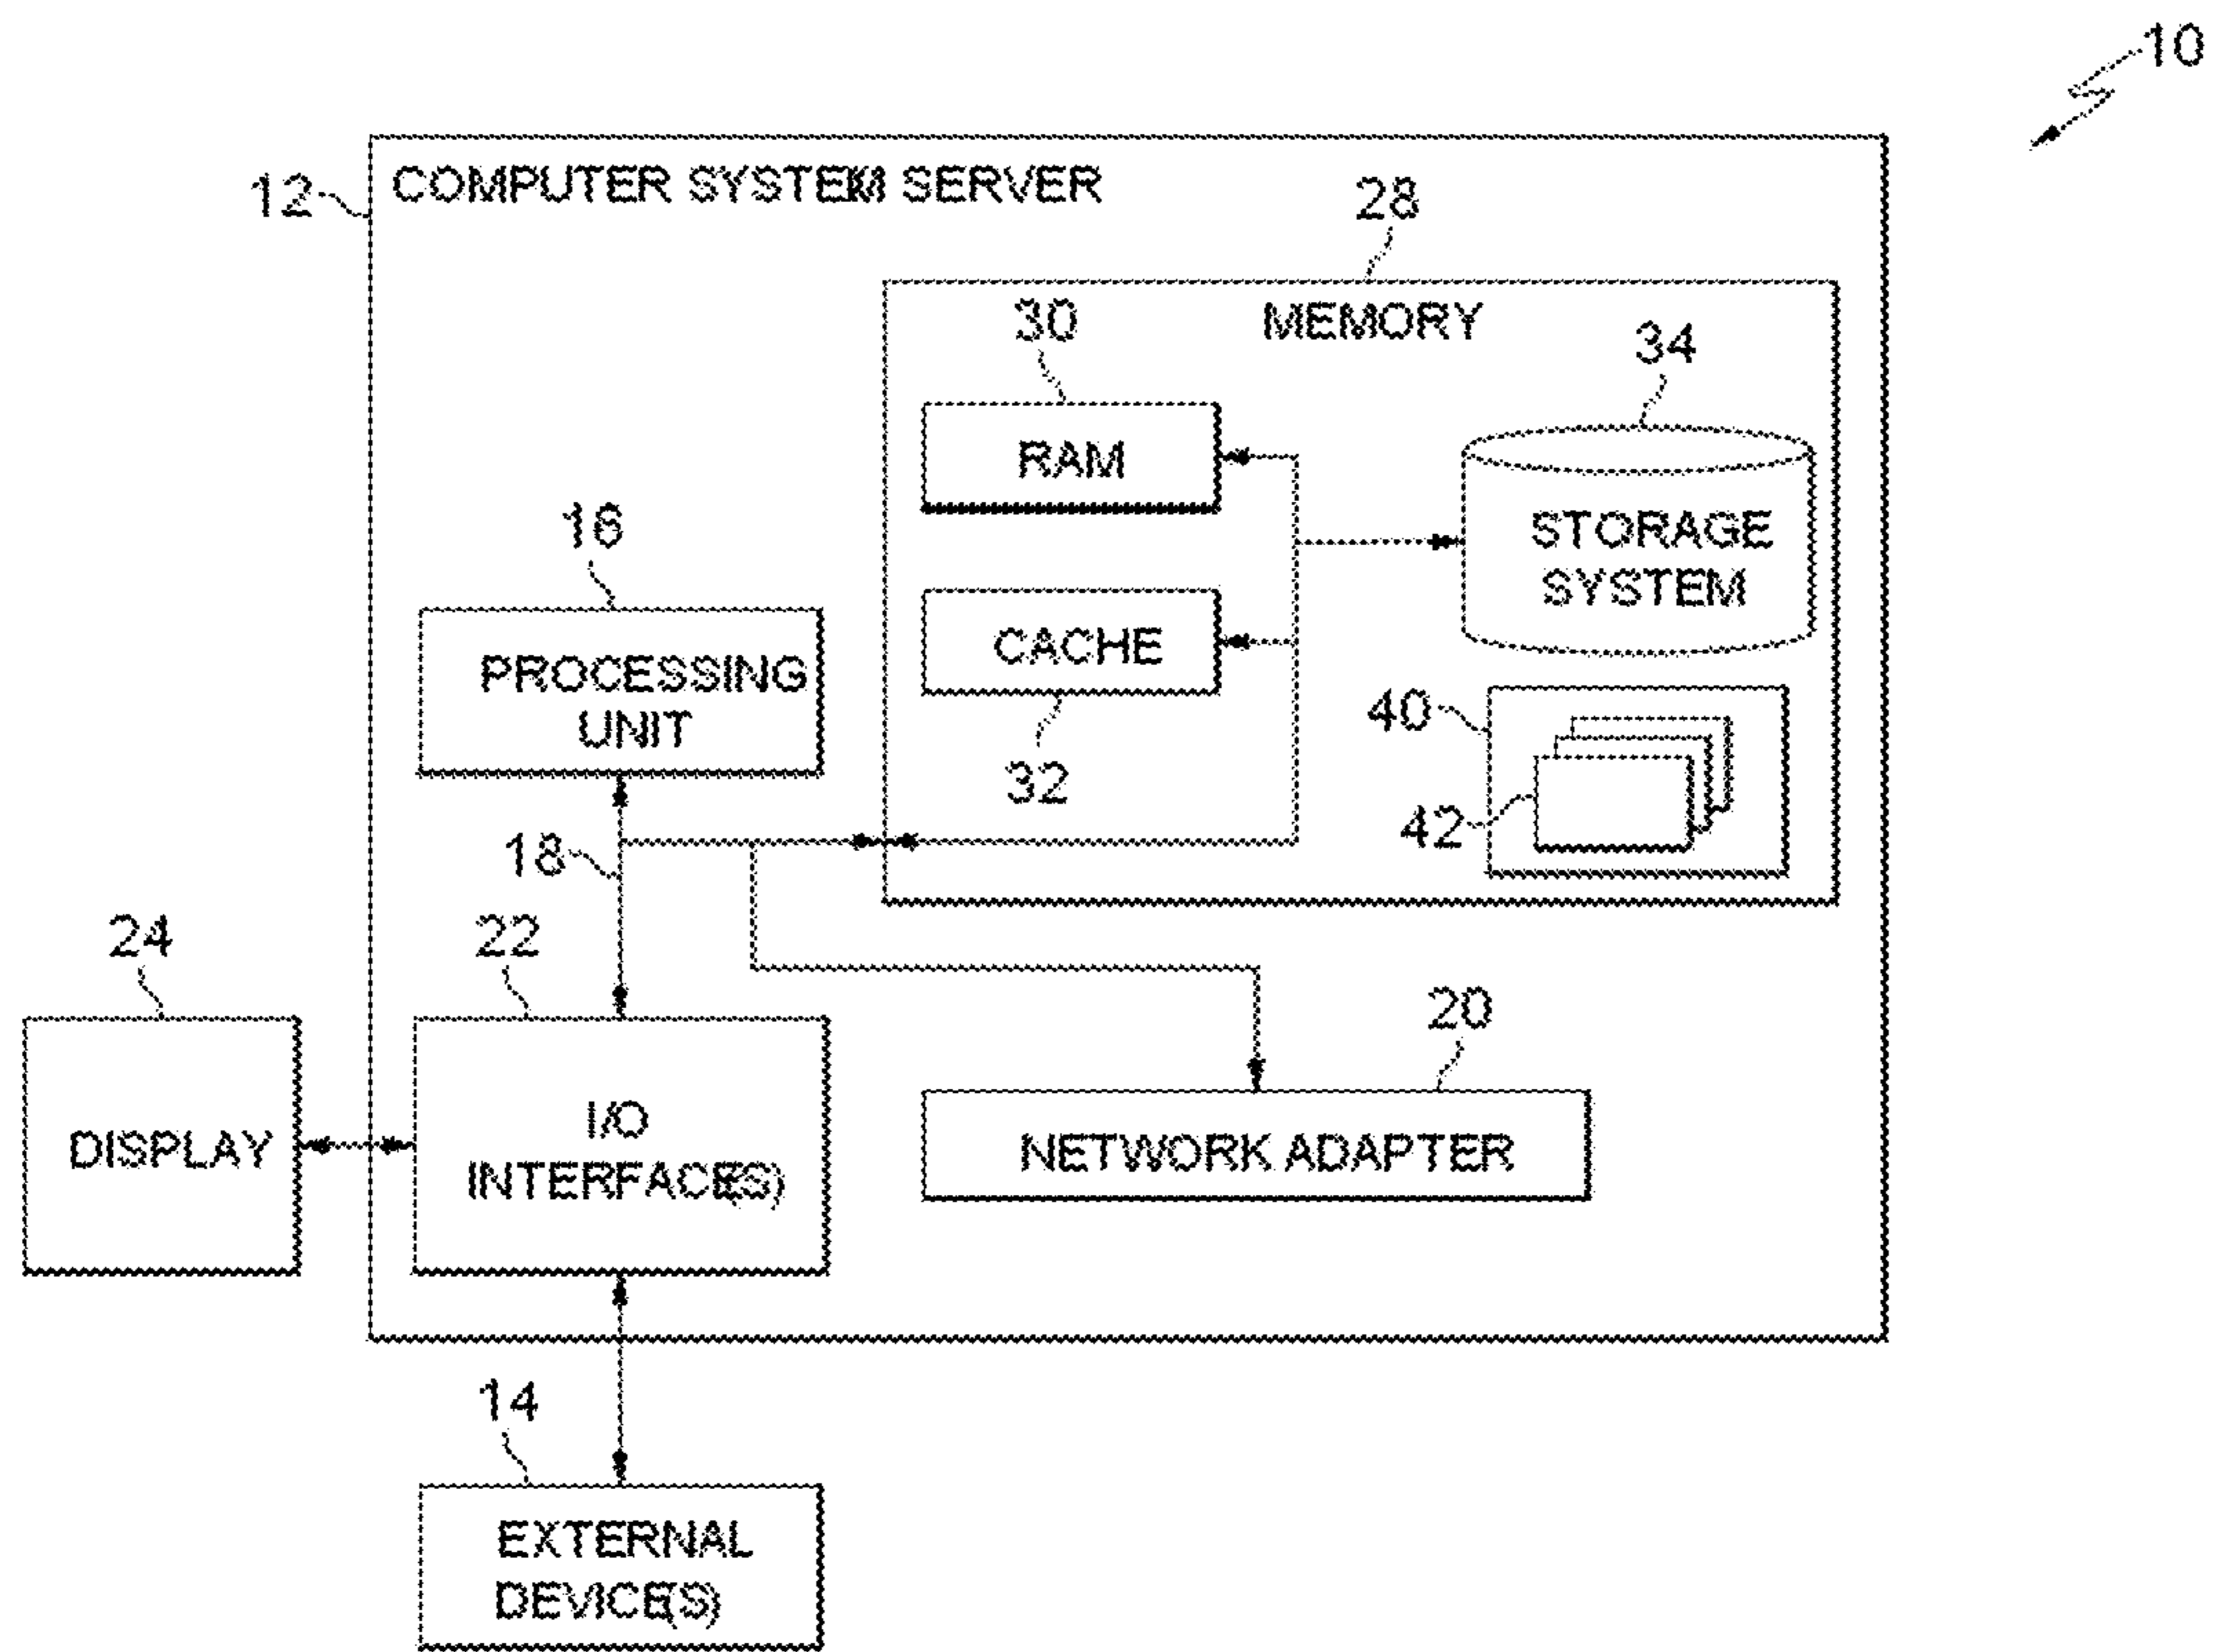 10
12
COMPUTER SYSTEM SERVER
28
MEMORY
30
34
RAM
STORAGE
SYSTEM
16
CACHE
PROCESSING
UNIT
32
40
42
18
24
22
20
DISPLAY
I/O
INTERFACE(S)
NETWORK ADAPTER
14
EXTERNAL
DEVICE(S)